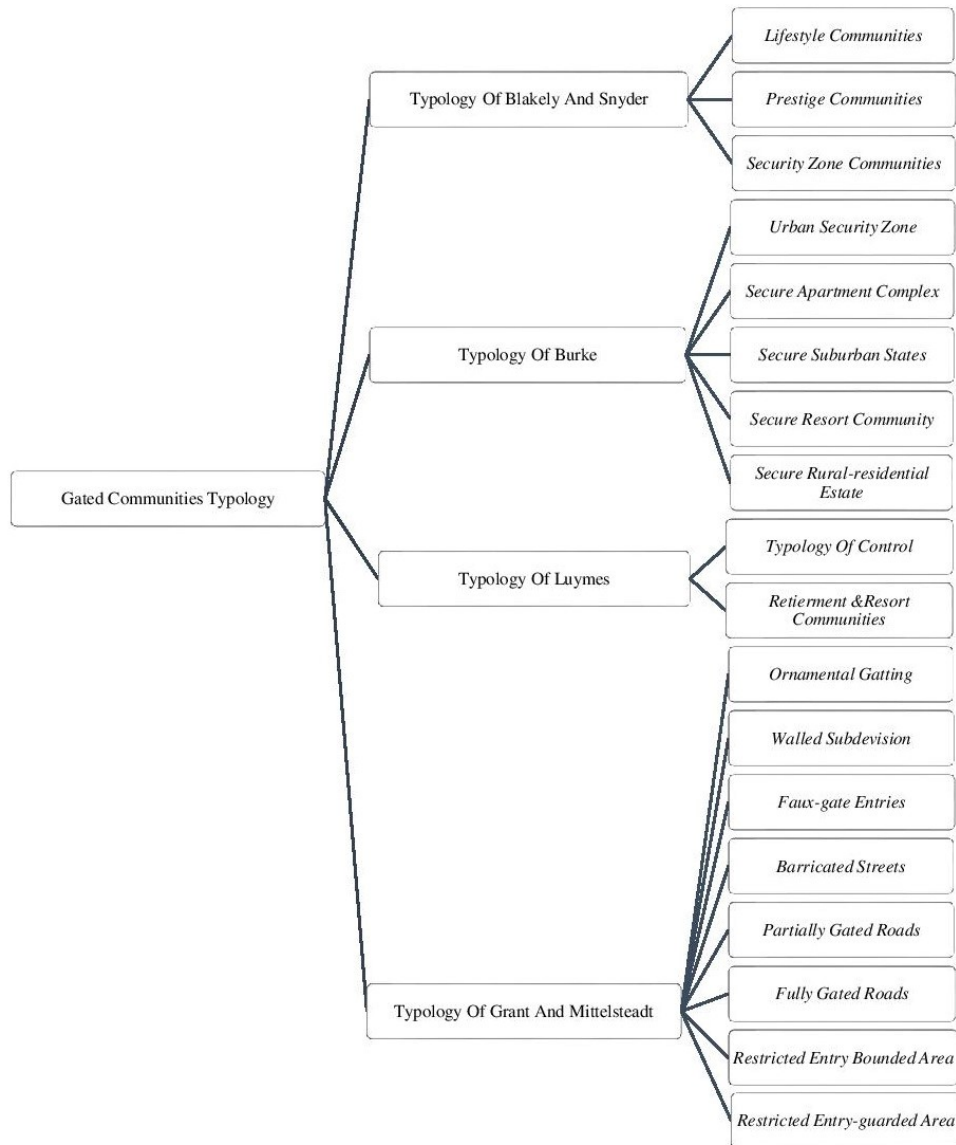 Lifestyle Communities
Typology Of Blakely And Snyder
Prestige Communities
Security Zone Communities
Urban Security Zone
Secure Apartment Complex
Typology Of Burke
Secure Suburban States
Secure Resort Community
Secure Rural-residential
Estate
Gated Communities Typology
Typology Of Control
Typology Of Luymes
Retierment &Resort
Communities
Ornamental Gatting
Walled Subdevision
Faux-gate Entries
Barricated Streets
Partially Gated Roads
Fully Gated Roads
Typology Of Grant And Mittelsteadt
Restricted Entry Bounded Area
Restricted Entry-guarded Area